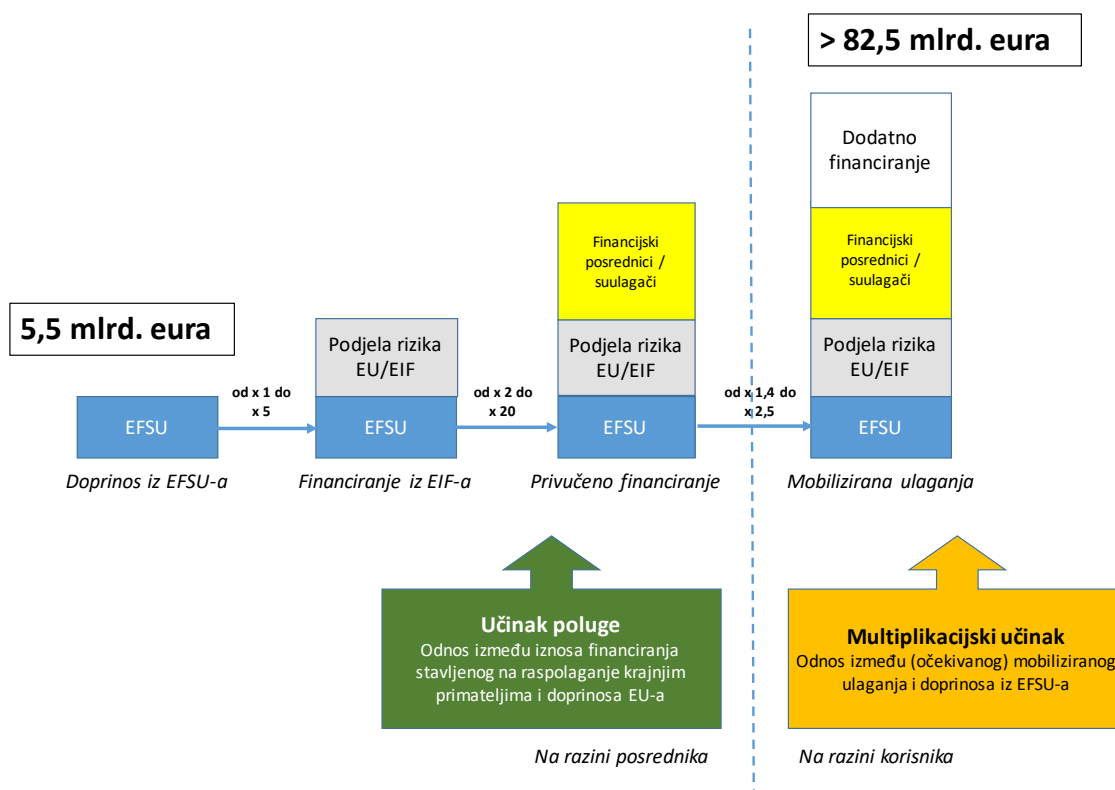 > 82,5 mlrd. eura
5,5 mlrd. eura
EFSU
Doprinos iz EFSU-a
od x 1 do
x 5
Podjela rizika
EU/EIF
EFSU
Financiranje iz EIF-a
od x 2 do
x 20
Financijski
posrednici /
suulagači
Podjela rizika
EU/EIF
EFSU
Privučeno financiranje
od x 1,4 do
x 2,5
Dodatno
financiranje
Financijski
posrednici /
suulagači
Podjela rizika
EU/EIF
EFSU
Mobilizirana ulaganja
Učinak poluge
Odnos između iznosa financiranja
stavljenog na raspolaganje krajnjim
primateljima i doprinosa EU-a
Multiplikacijski učinak
Odnos između (očekivanog) mobiliziranog
ulaganja i doprinosa iz EFSU-a
Na razini posrednika
Na razini korisnika